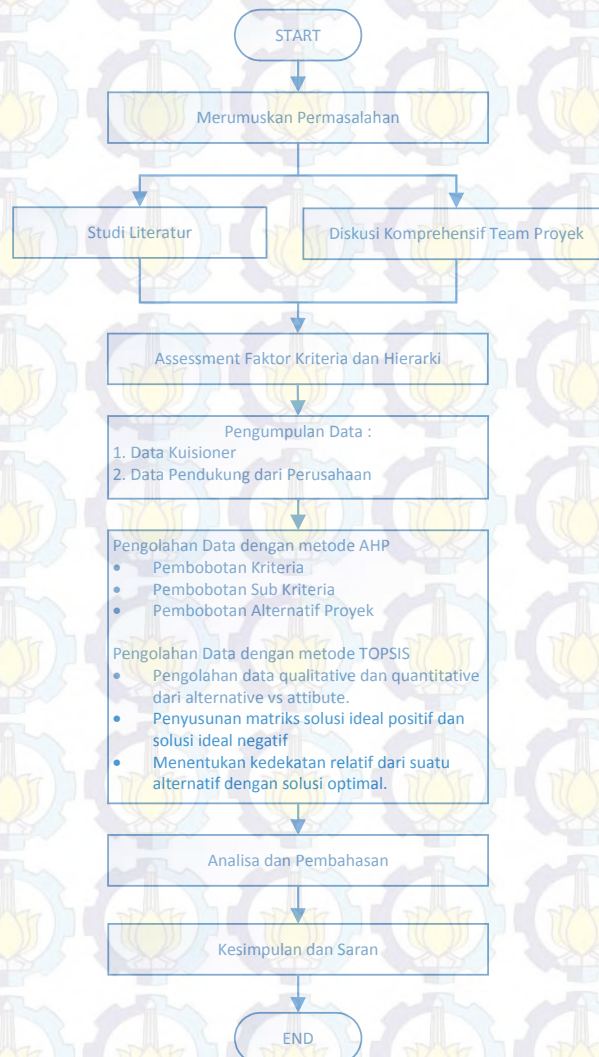 START
Merumuskan Permasalahan
Studi Literatur
Diskusi Komprehensif Team Proyek
Assessment Faktor Kriteria dan Hierarki
Pengumpulan Data :
1. Data Kuisioner
2. Data Pendukung dari Perusahaan
Pengolahan Data dengan metode AHP
• Pembobotan Kriteria
• Pembobotan Sub Kriteria
• Pembobotan Alternatif Proyek
Pengolahan Data dengan metode TOPSIS
• Pengolahan data qualitative dan quantitative
dari alternative vs attibute.
• Penyusunan matriks solusi ideal positif dan
solusi ideal negatif
• Menentukan kedekatan relatif dari suatu
alternatif dengan solusi optimal.
Analisa dan Pembahasan
Kesimpulan dan Saran
END